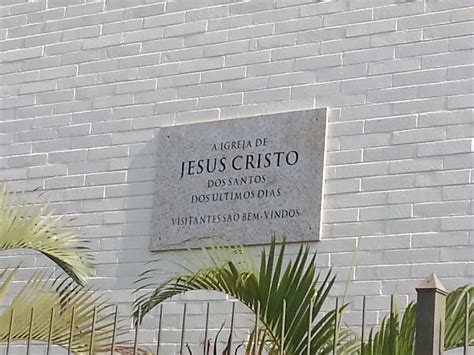 A IGREJA DE
JESUS CRISTO
DOS SANTOS
DOS ÚLTIMOS DIAS
VISITANTES SÃO BEM-VINDOS